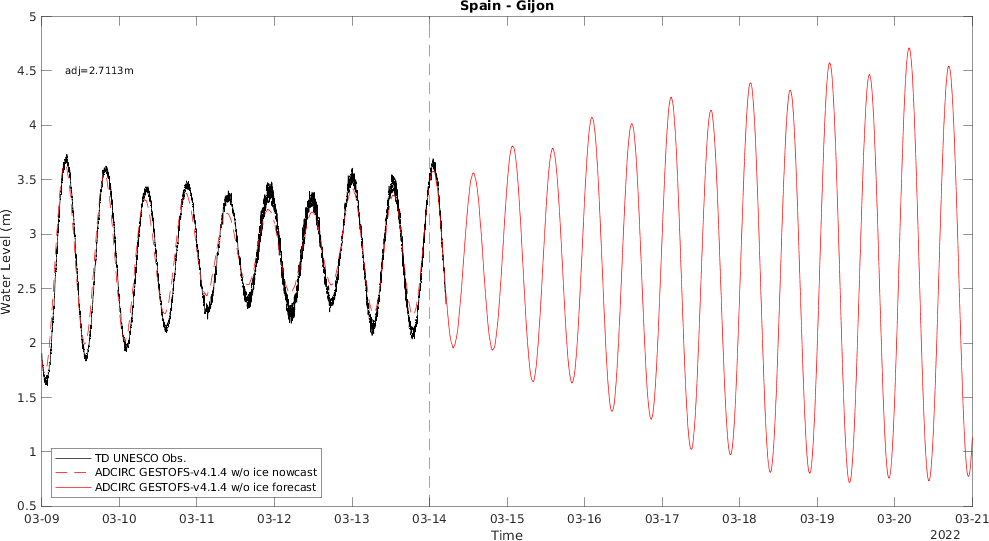 Spain - Gijon
5
4.5
4
3.5
3
2.5
2
1.5
1
0.5
Water Level (m)
adj=2.7113m
TD UNESCO Obs.
ADCIRC GESTOFS-v4.1.4 w/o ice nowcast
ADCIRC GESTOFS-v4.1.4 w/o ice forecast
03-09 03-10 03-11 03-12 03-13 03-14 03-15 03-16 03-17 03-18 03-19 03-20 03-21
Time
2022